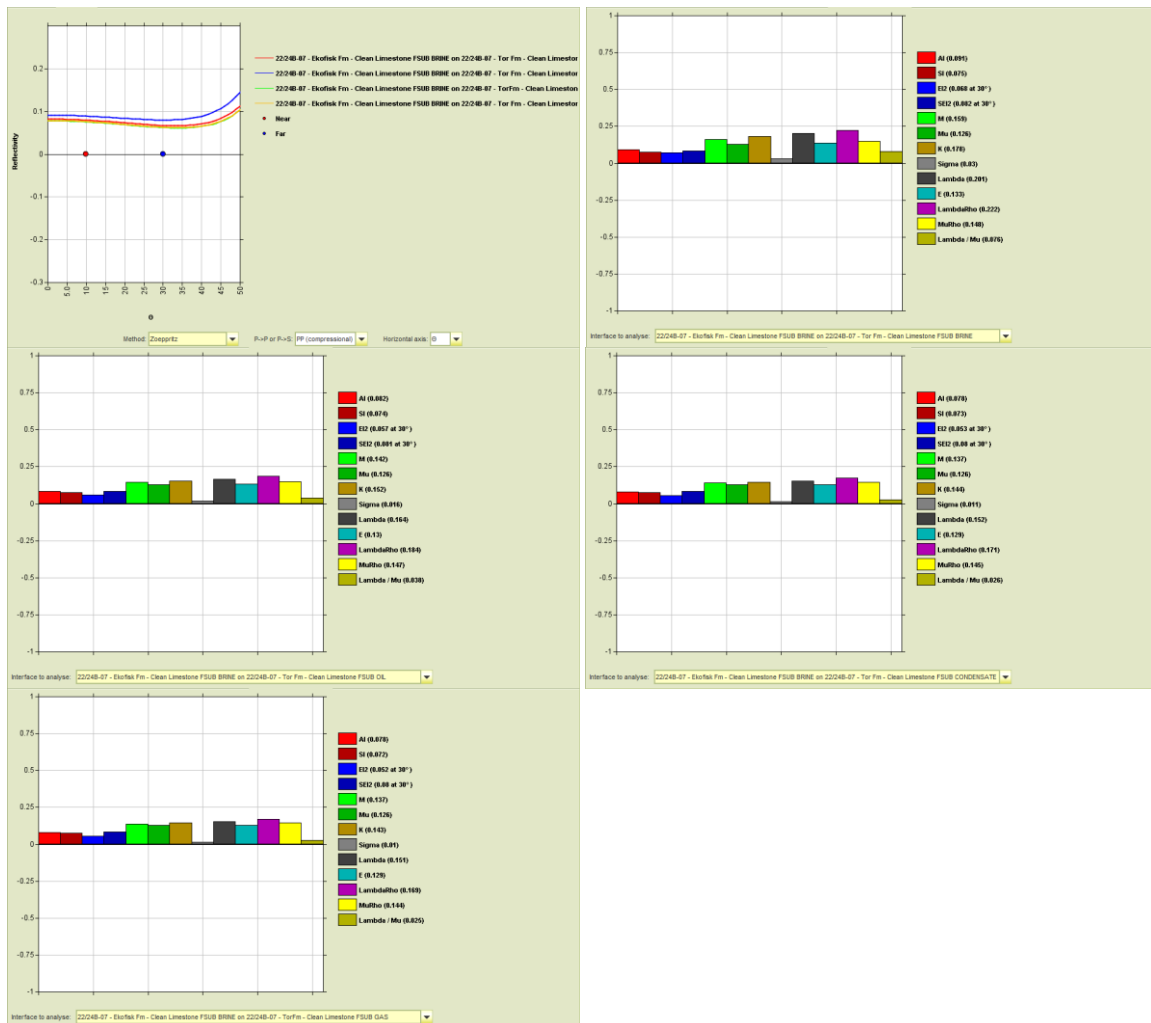 0.2
0.1
0
-0.1
-0.2
-0.3
Reflectivity
0 5.0 10 15 20 25 30 35 40 45 50
Θ
22/24B-07 - Ekofisk Fm - Clean Limestone FSUB BRINE on 22/24B-07 - Tor Fm - Clean Limestor
22/24B-07 - Ekofisk Fm - Clean Limestone FSUB BRINE on 22/24B-07 - Tor Fm - Clean Limestor
22/24B-07 - Ekofisk Fm - Clean Limestone FSUB BRINE on 22/24B-07 - TorFm - Clean Limeston
22/24B-07 - Ekofisk Fm - Clean Limestone FSUB BRINE on 22/24B-07 - Tor Fm - Clean Limestor
Near
Far
Method: Zoeppritz P->P or P->S: PP (compressional) Horizontal axis: Θ
1
0.75
0.5
0.25
0
-0.25
-0.5
-0.75
-1
AI (0.091)
SI (0.075)
EI2 (0.068 at 30°)
SEI2 (0.082 at 30°)
M (0.159)
Mu (0.126)
K (0.178)
Sigma (0.03)
Lambda (0.201)
E (0.133)
LambdaRho (0.222)
MuRho (0.148)
Lambda / Mu (0.076)
Interface to analyse: 22/24B-07 - Ekofisk Fm - Clean Limestone FSUB BRINE on 22/24B-07 - Tor Fm - Clean Limestone FSUB BRINE
1
0.75
0.5
0.25
0
-0.25
-0.5
-0.75
-1
AI (0.082)
SI (0.074)
EI2 (0.057 at 30°)
SEI2 (0.081 at 30°)
M (0.142)
Mu (0.126)
K (0.152)
Sigma (0.016)
Lambda (0.164)
E (0.13)
LambdaRho (0.184)
MuRho (0.147)
Lambda / Mu (0.038)
Interface to analyse: 22/24B-07 - Ekofisk Fm - Clean Limestone FSUB BRINE on 22/24B-07 - Tor Fm - Clean Limestone FSUB OIL
1
0.75
0.5
0.25
0
-0.25
-0.5
-0.75
-1
AI (0.078)
SI (0.073)
EI2 (0.053 at 30°)
SEI2 (0.08 at 30°)
M (0.137)
Mu (0.126)
K (0.144)
Sigma (0.011)
Lambda (0.152)
E (0.129)
LambdaRho (0.171)
MuRho (0.145)
Lambda / Mu (0.026)
Interface to analyse: 22/24B-07 - Ekofisk Fm - Clean Limestone FSUB BRINE on 22/24B-07 - Tor Fm - Clean Limestone FSUB CONDENSATE
1
0.75
0.5
0.25
0
-0.25
-0.5
-0.75
-1
AI (0.078)
SI (0.072)
EI2 (0.052 at 30°)
SEI2 (0.08 at 30°)
M (0.137)
Mu (0.126)
K (0.143)
Sigma (0.01)
Lambda (0.151)
E (0.129)
LambdaRho (0.169)
MuRho (0.144)
Lambda / Mu (0.025)
Interface to analyse: 22/24B-07 - Ekofisk Fm - Clean Limestone FSUB BRINE on 22/24B-07 - TorFm - Clean Limestone FSUB GAS